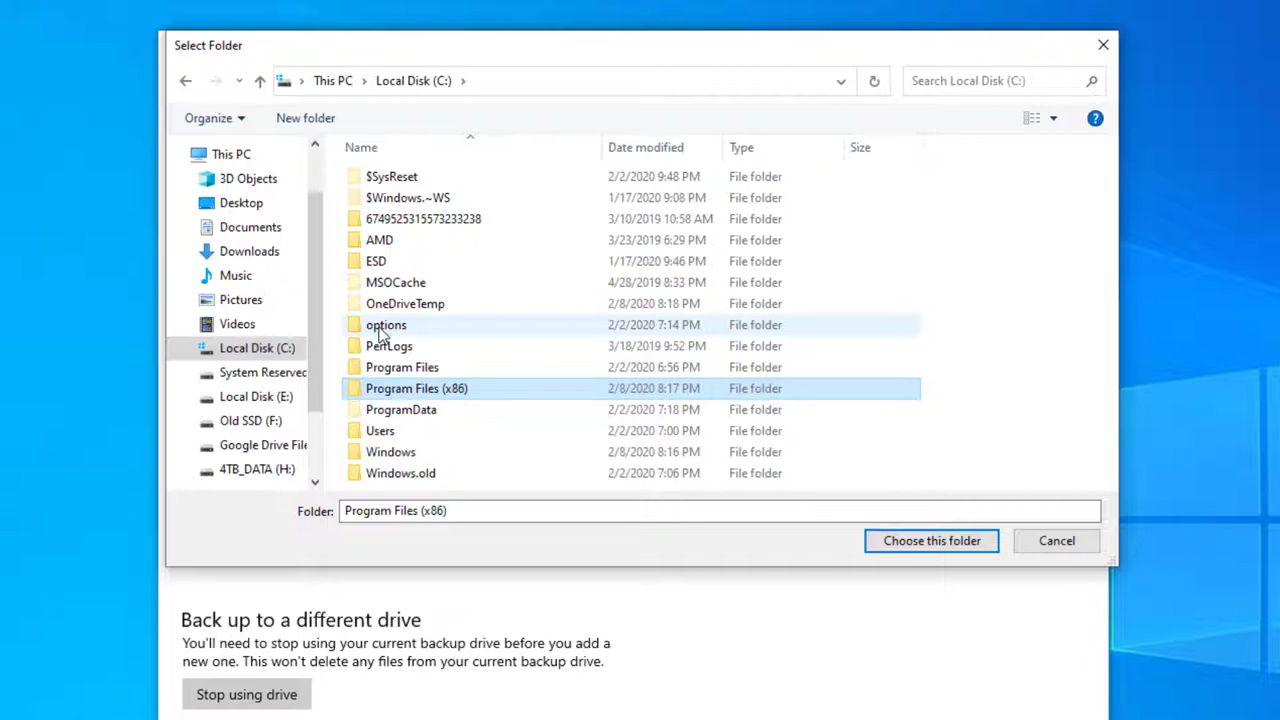 Select Folder
This PC > Local Disk (C:) >
Search Local Disk (C:)
Organize
New folder
Name Date modified Type Size
This PC
3D Objects
Desktop
Documents
Downloads
Music
Pictures
Videos
Local Disk (C:)
System Reserved
Local Disk (E:)
Old SSD (F:)
Google Drive File
4TB_DATA (H:)
$SysReset 2/2/2020 9:48 PM File folder
$Windows.~WS 1/17/2020 9:08 PM File folder
6749525315573233238 3/10/2019 10:58 AM File folder
AMD 3/23/2019 6:29 PM File folder
ESD 1/17/2020 9:46 PM File folder
MSOCache 4/28/2019 8:33 PM File folder
OneDriveTemp 2/8/2020 8:18 PM File folder
options 2/2/2020 7:14 PM File folder
PerfLogs 3/18/2019 9:52 PM File folder
Program Files 2/2/2020 6:56 PM File folder
Program Files (x86) 2/8/2020 8:17 PM File folder
ProgramData 2/2/2020 7:18 PM File folder
Users 2/2/2020 7:00 PM File folder
Windows 2/8/2020 8:16 PM File folder
Windows.old 2/2/2020 7:06 PM File folder
Folder: Program Files (x86)
Choose this folder
Cancel
Back up to a different drive
You'll need to stop using your current backup drive before you add a
new one. This won't delete any files from your current backup drive.
Stop using drive